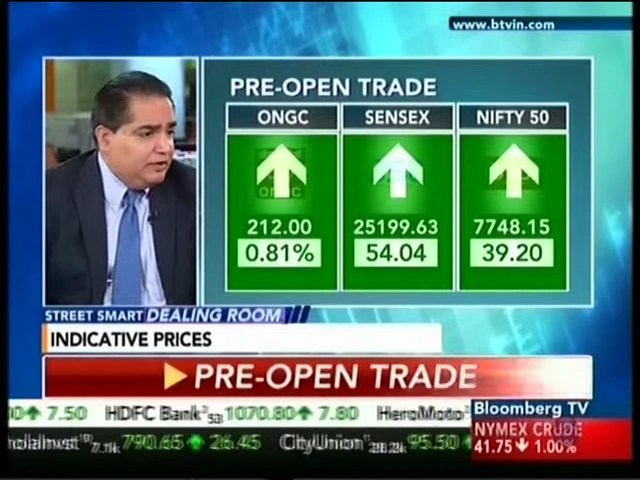 www.btvin.com
PRE-OPEN TRADE
ONGC SENSEX NIFTY 50
212.00 25199.63 7748.15
0.81% 54.04 39.20
STREET SMART DEALING ROOM
INDICATIVE PRICES
PRE-OPEN TRADE
7.50 HDFC Bank 1070.80 7.80 HeroMoto
790.65 26.45 CityUnion 95.50
Bloomberg TV
NYMEX CRUDE
41.75 1.00%